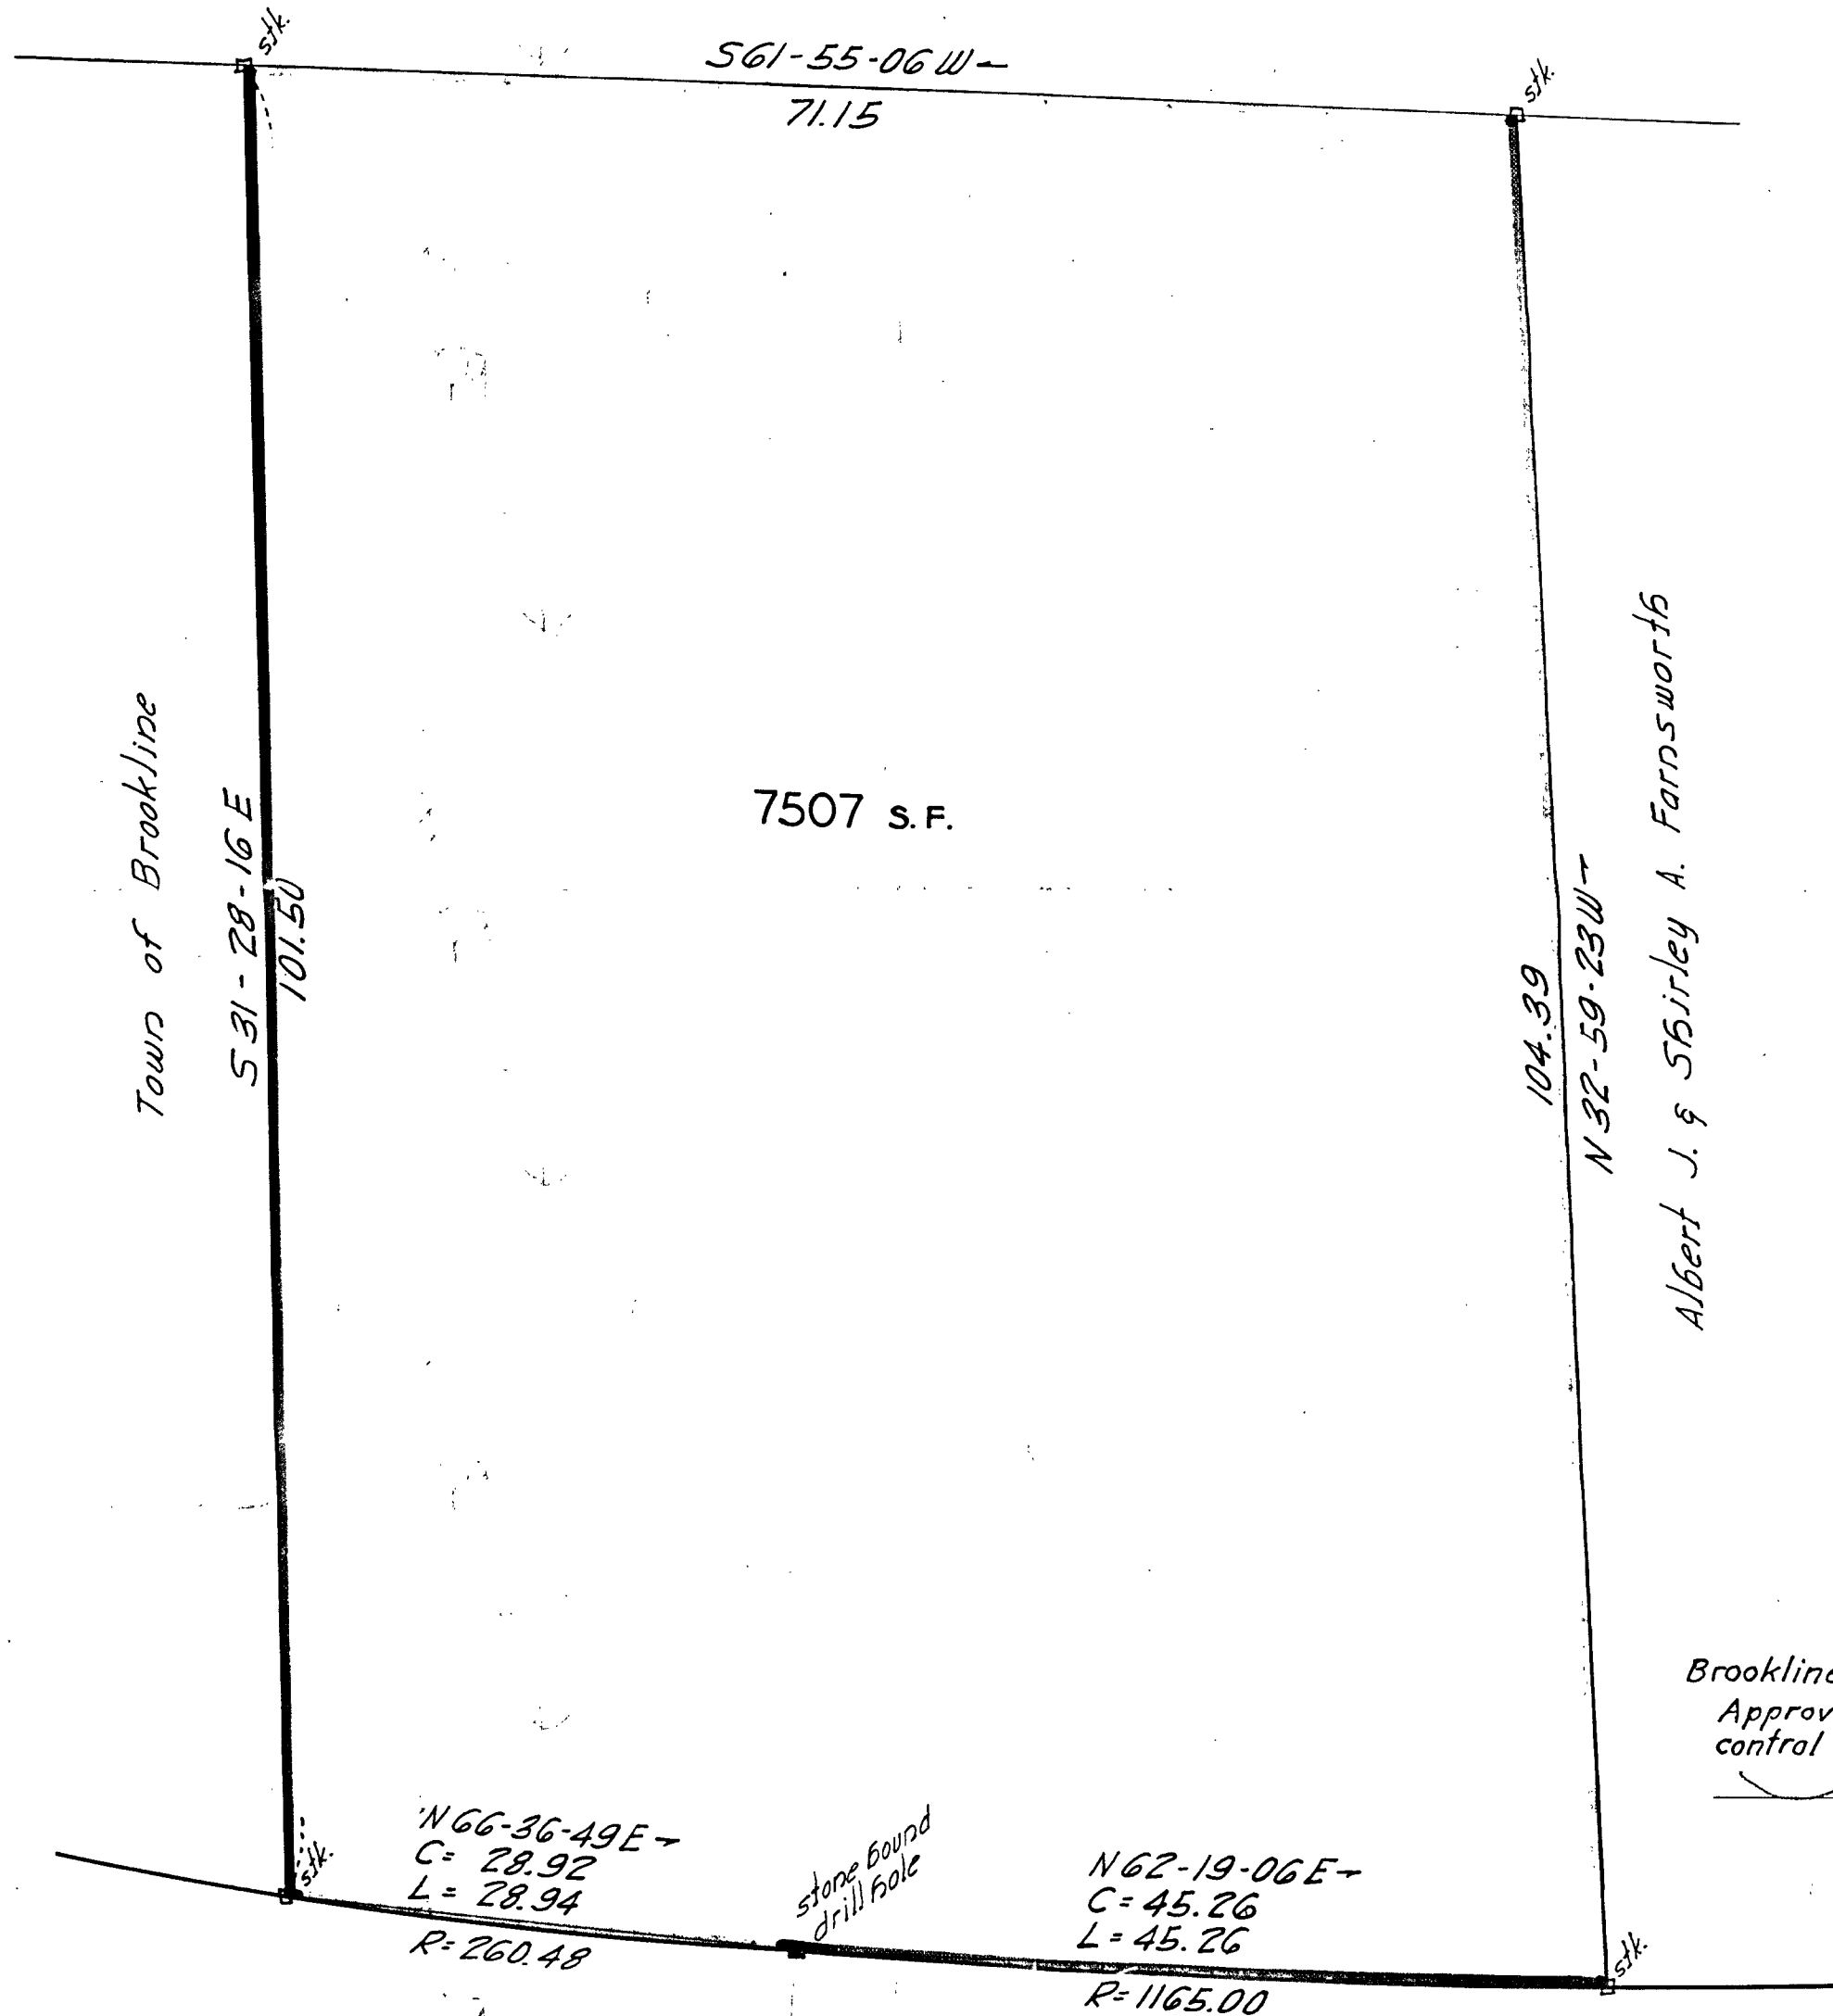 stk.
S61-55-06W
71.15
stk.
Town of Brookline
S31-28-16E
101.50
7507 S.F.
104.39
N32-59-23W
Albert J. & Shirley A. Farnsworth
Brookline
Approv
control
N66-36-49E
C= 28.92
L= 28.94
R=260.48
stk.
stone bound
drill hole
N62-19-06E
C=45.26
L=45.26
R=1165.00
stk.